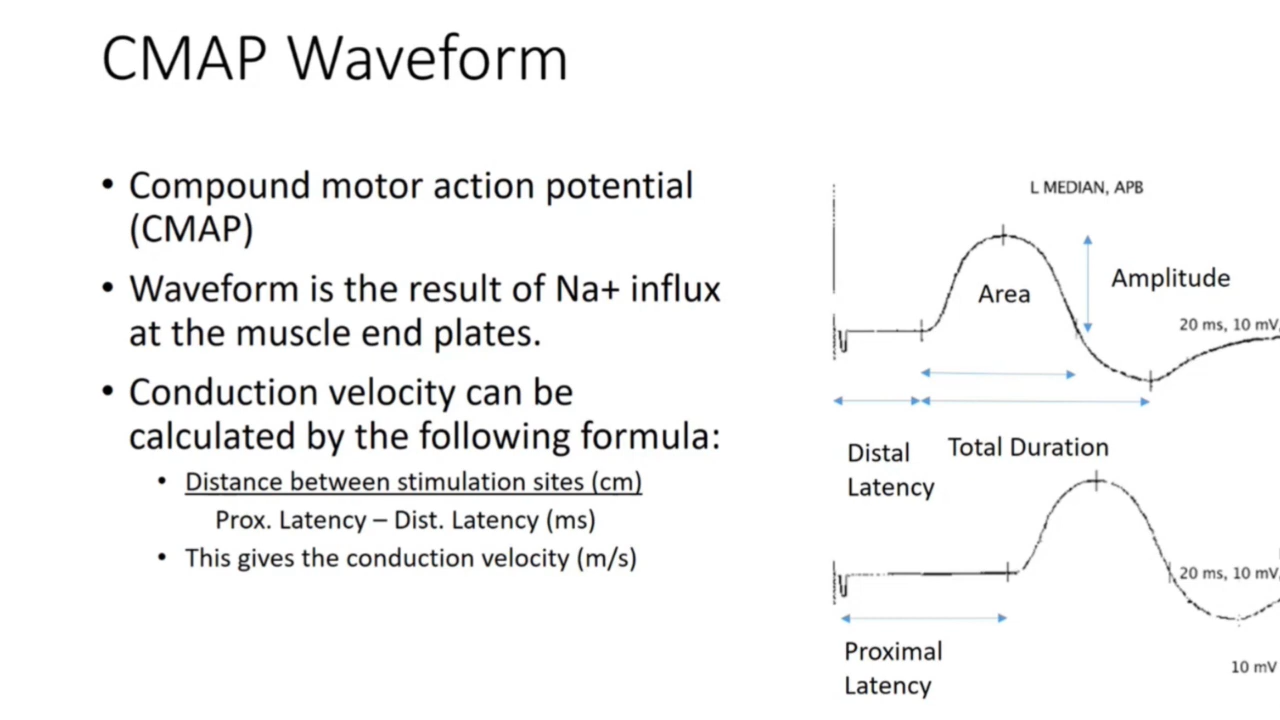 CMAP Waveform
• Compound motor action potential
(CMAP)
• Waveform is the result of Na+ influx
at the muscle end plates.
• Conduction velocity can be
calculated by the following formula:
• Distance between stimulation sites (cm)
Prox. Latency – Dist. Latency (ms)
• This gives the conduction velocity (m/s)
L MEDIAN, APB
Amplitude
Area
20 ms, 10 mV,
Distal
Latency
Total Duration
20 ms, 10 mV,
Proximal
Latency
10 mV